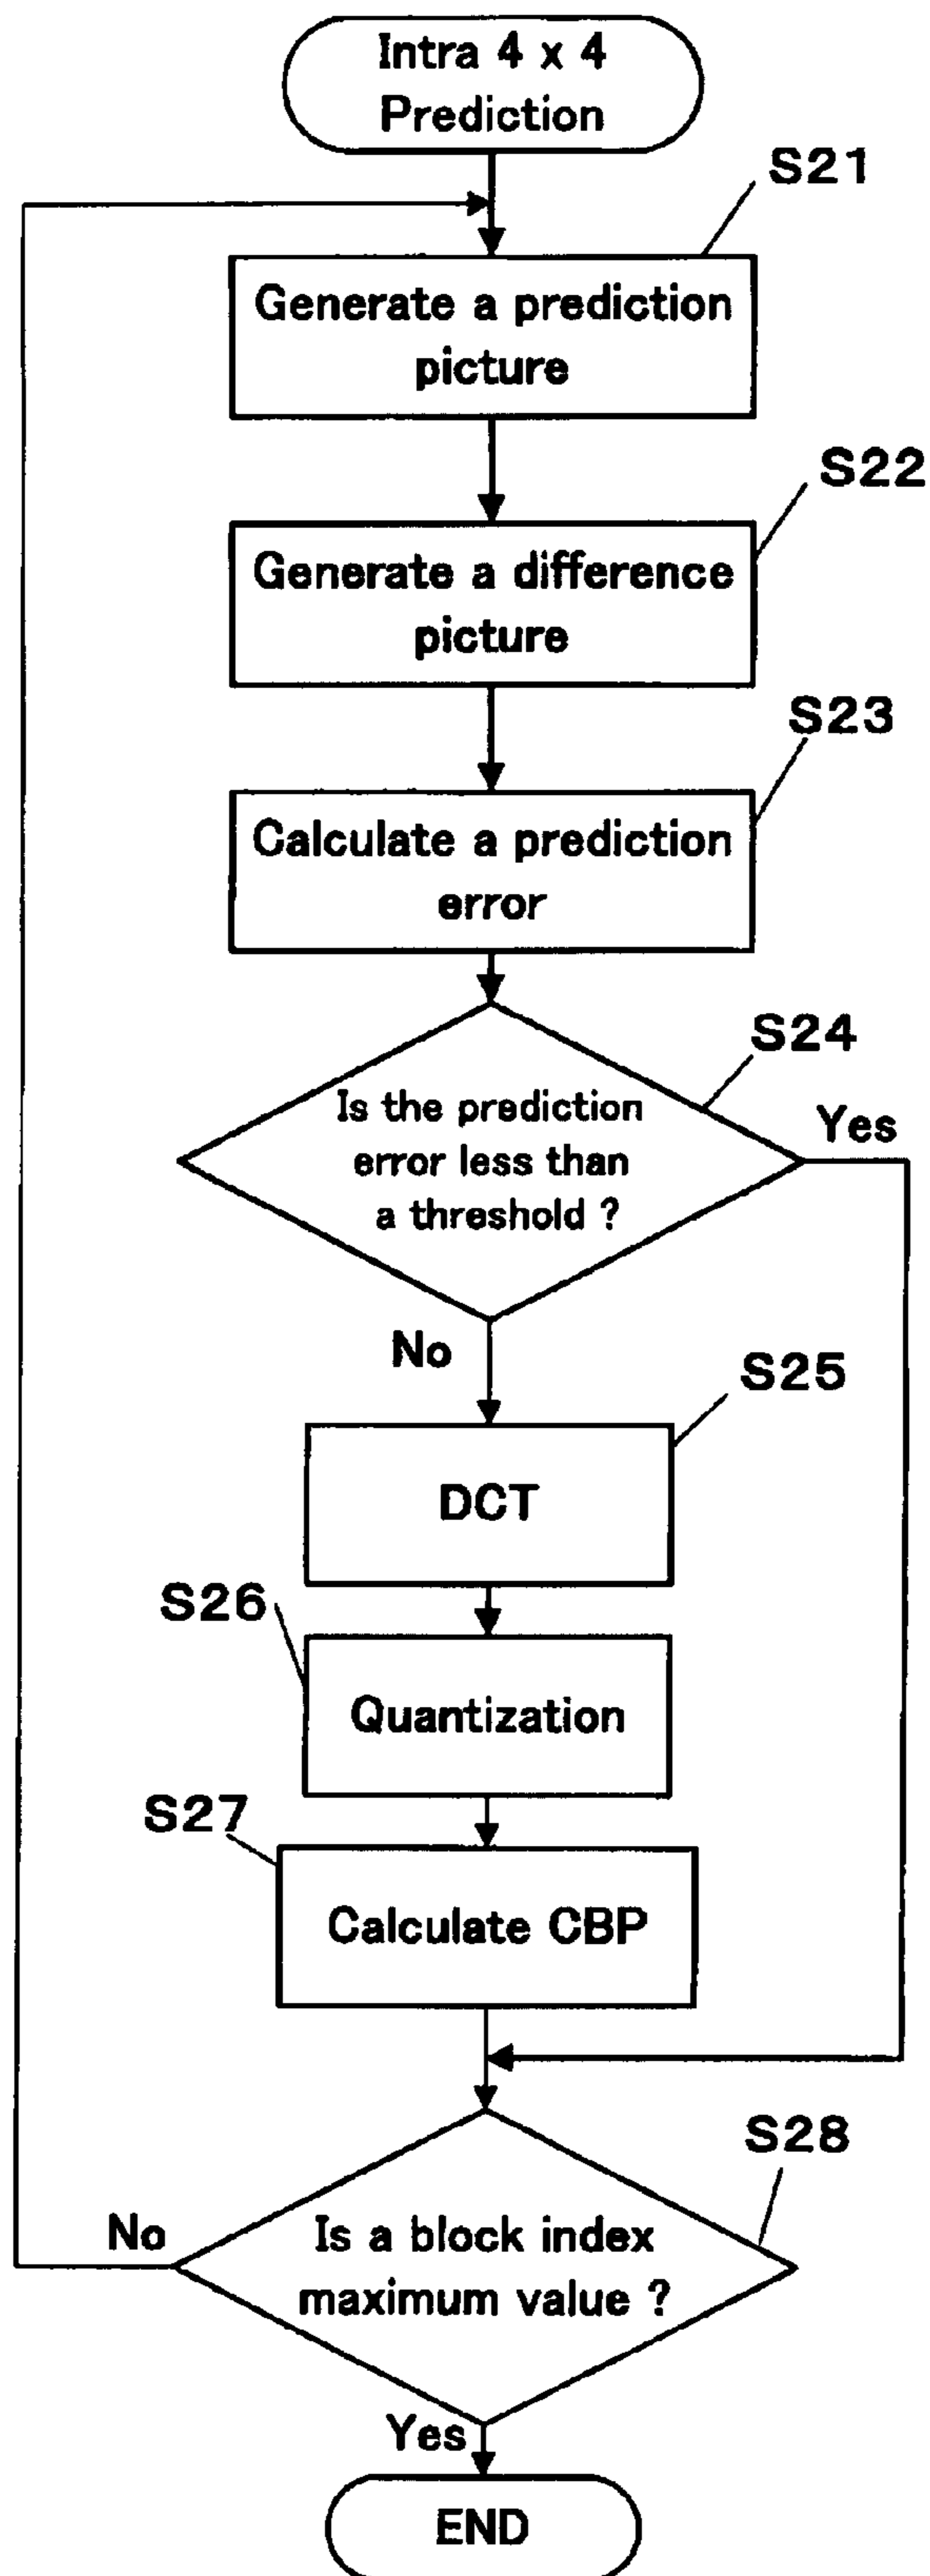 Intra 4 x 4
Prediction
S21
Generate a prediction
picture
S22
Generate a difference
picture
S23
Calculate a prediction
error
S24
Is the prediction
error less than
a threshold ?
Yes
No
S25
DCT
S26
Quantization
S27
Calculate CBP
S28
No
Is a block index
maximum value ?
Yes
END